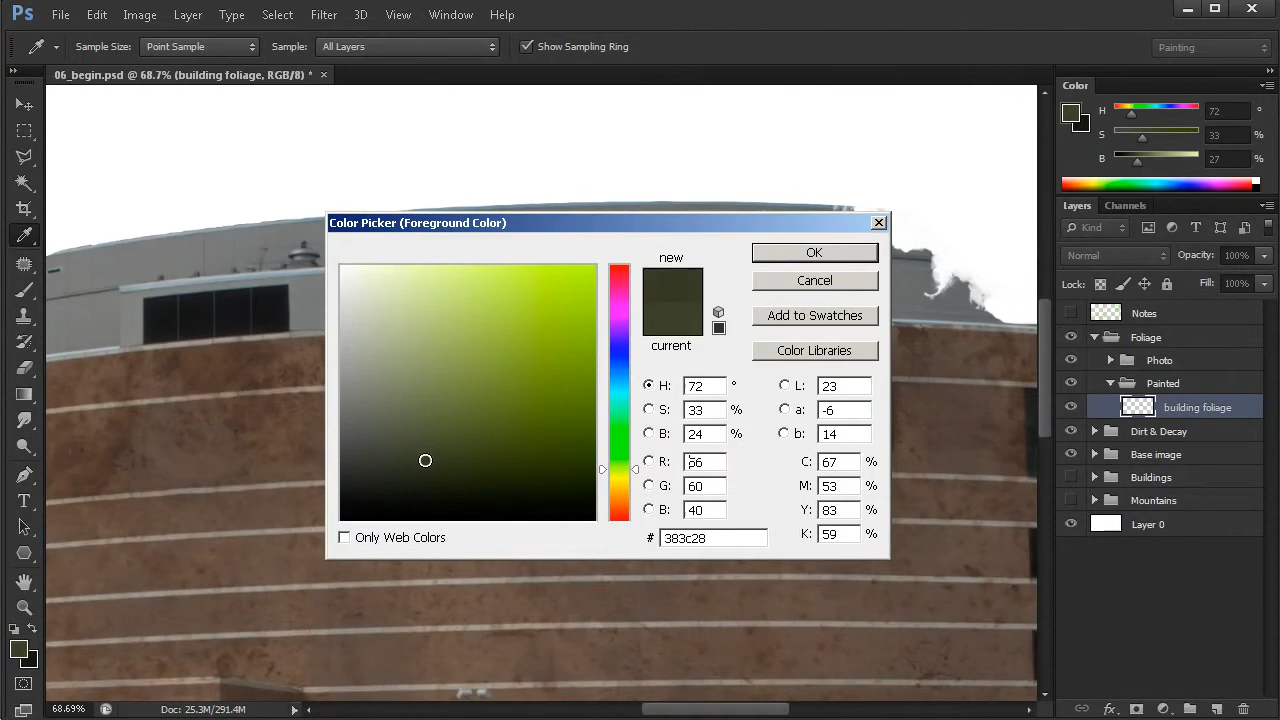 Ps File Edit Image Layer Type Select Filter 3D View Window Help
Sample Size: Point Sample Sample: All Layers Show Sampling Ring Painting
06_begin.psd @ 68.7% (building foliage, RGB/8) * ×
Color
H 72 °
S 33 %
B 27 %
Layers Channels
Kind
Normal Opacity: 100%
Lock: Fill: 100%
Notes
Foliage
Photo
Painted
building foliage
Dirt & Decay
Base image
Buildings
Mountains
Layer 0
Color Picker (Foreground Color)
new
current
OK
Cancel
Add to Swatches
Color Libraries
H: 72 °
S: 33 %
B: 24 %
R: 56
G: 60
B: 40
# 383c28
L: 23
a: -6
b: 14
C: 67 %
M: 53 %
Y: 83 %
K: 59 %
Only Web Colors
68.69% Doc: 25.3M/291.4M
fx